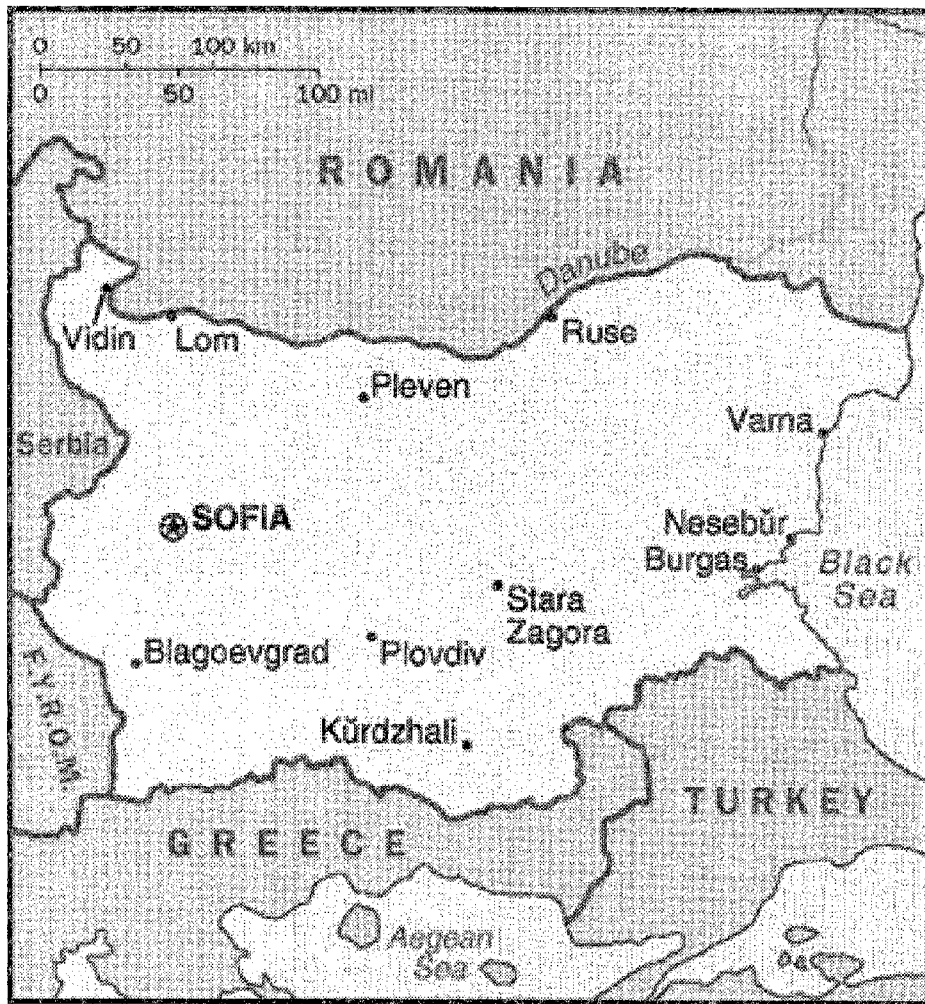 0 50 100 km
0 50 100 mi
ROMANIA
Danube
Vidin
Lom
Ruse
Pleven
Varna
Serbia
SOFIA
Nesebŭr
Burgas
Black
Sea
Stara
Zagora
Blagoevgrad
Plovdiv
F.Y.R.O.M.
Kŭrdzhali
TURKEY
GREECE
Aegean
Sea